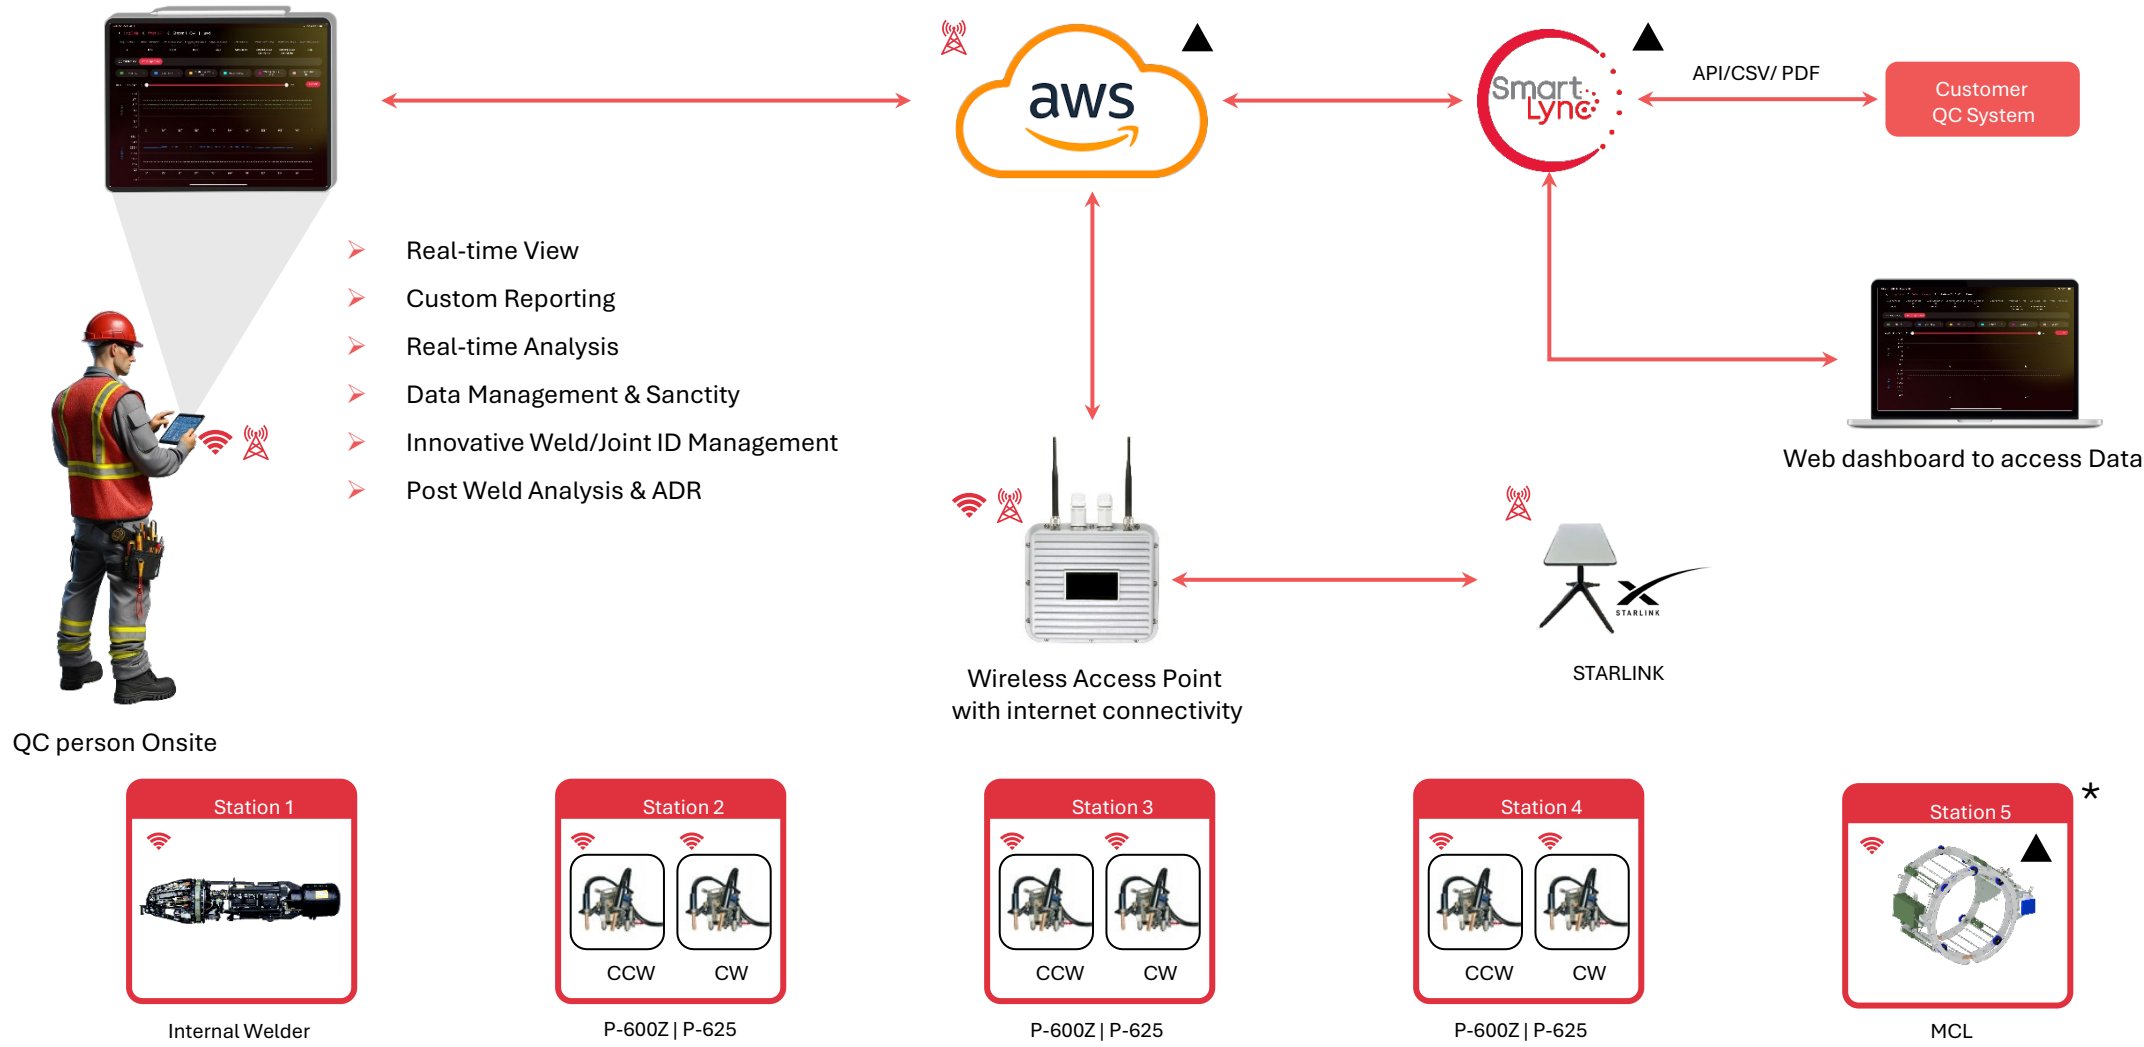 aws
Smart
Lync
API/CSV/ PDF
Customer
QC System
Real-time View
Custom Reporting
Real-time Analysis
Data Management & Sanctity
Innovative Weld/Joint ID Management
Post Weld Analysis & ADR
Web dashboard to access Data
STARLINK
Wireless Access Point
with internet connectivity
STARLINK
QC person Onsite
Station 1
Station 2
Station 3
Station 4
Station 5
*
CCW
CW
CCW
CW
CCW
CW
Internal Welder
P-600Z | P-625
P-600Z | P-625
P-600Z | P-625
MCL